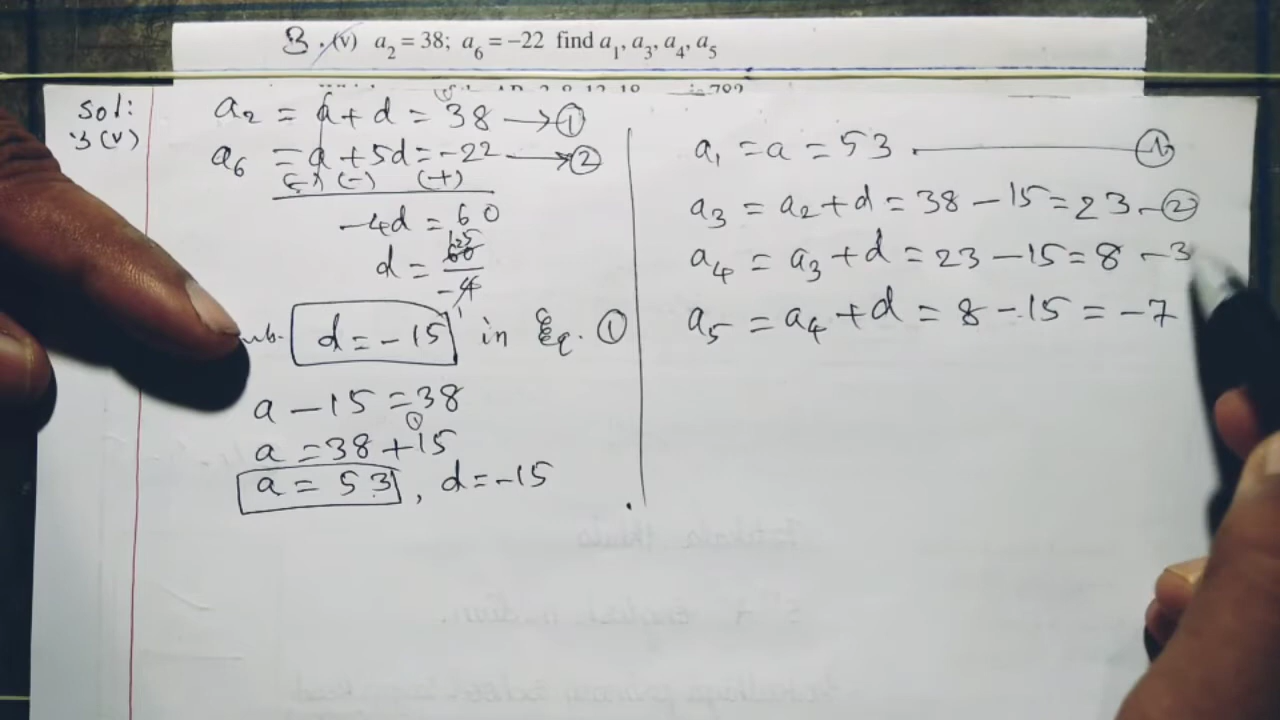 3. (v) a₂ = 38; a₆ = –22 find a₁, a₃, a₄, a₅
Sol:
3(v)
a₂ = a + d = 38 → ①
a₆ = a + 5d = -22 → ②
(-) (-) (+)
-4d = 60
d = 60/-4
d = -15 in Eq. ①
a - 15 = 38
a = 38 + 15
a = 53, d = -15
a₁ = a = 53 — ①
a₃ = a₂ + d = 38 - 15 = 23 - ②
a₄ = a₃ + d = 23 - 15 = 8 - 3
a₅ = a₄ + d = 8 - 15 = -7